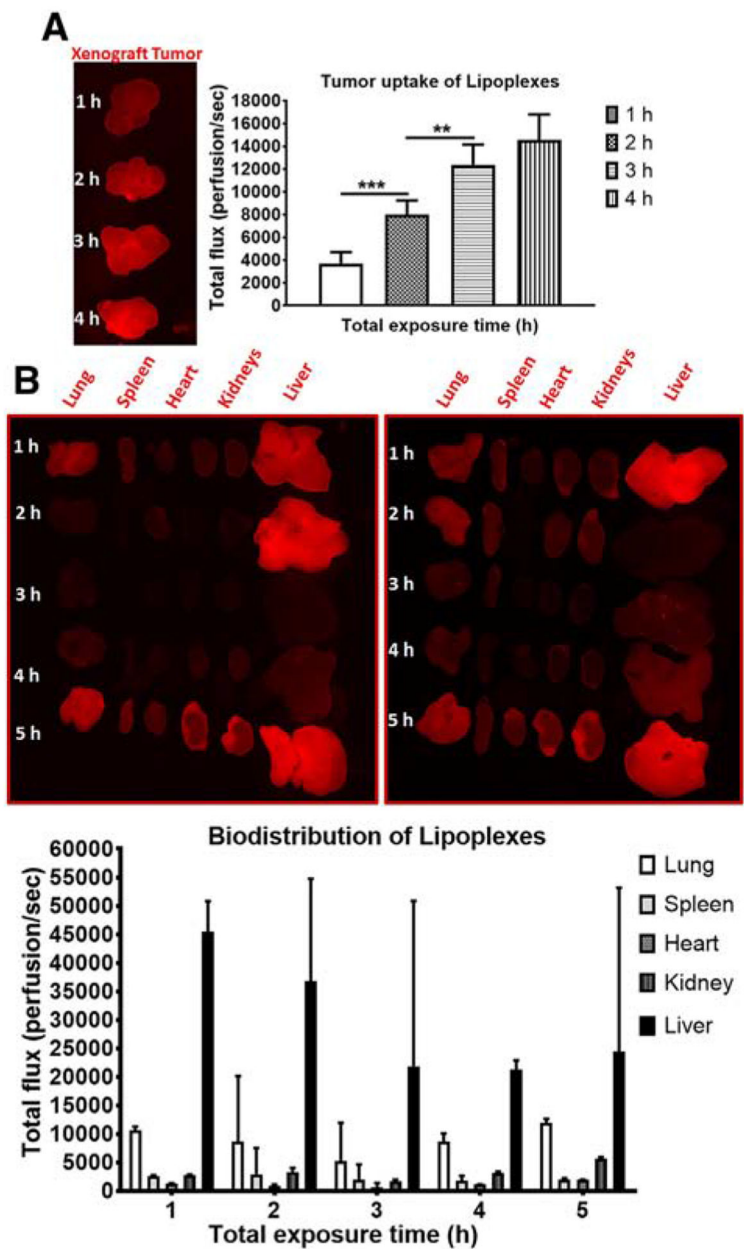 A
Xenograft Tumor
1 h
2 h
3 h
4 h
Tumor uptake of Lipoplexes
Total flux (perfusion/sec)
18000
16000
14000
12000
10000
8000
6000
4000
2000
0
***
**
Total exposure time (h)
1 h
2 h
3 h
4 h
B
Lung Spleen Heart Kidneys Liver
1 h
2 h
3 h
4 h
5 h
Lung Spleen Heart Kidneys Liver
1 h
2 h
3 h
4 h
5 h
Biodistribution of Lipoplexes
Total flux (perfusion/sec)
60000
55000
50000
45000
40000
35000
30000
25000
20000
15000
10000
5000
0
1 2 3 4 5
Total exposure time (h)
Lung
Spleen
Heart
Kidney
Liver